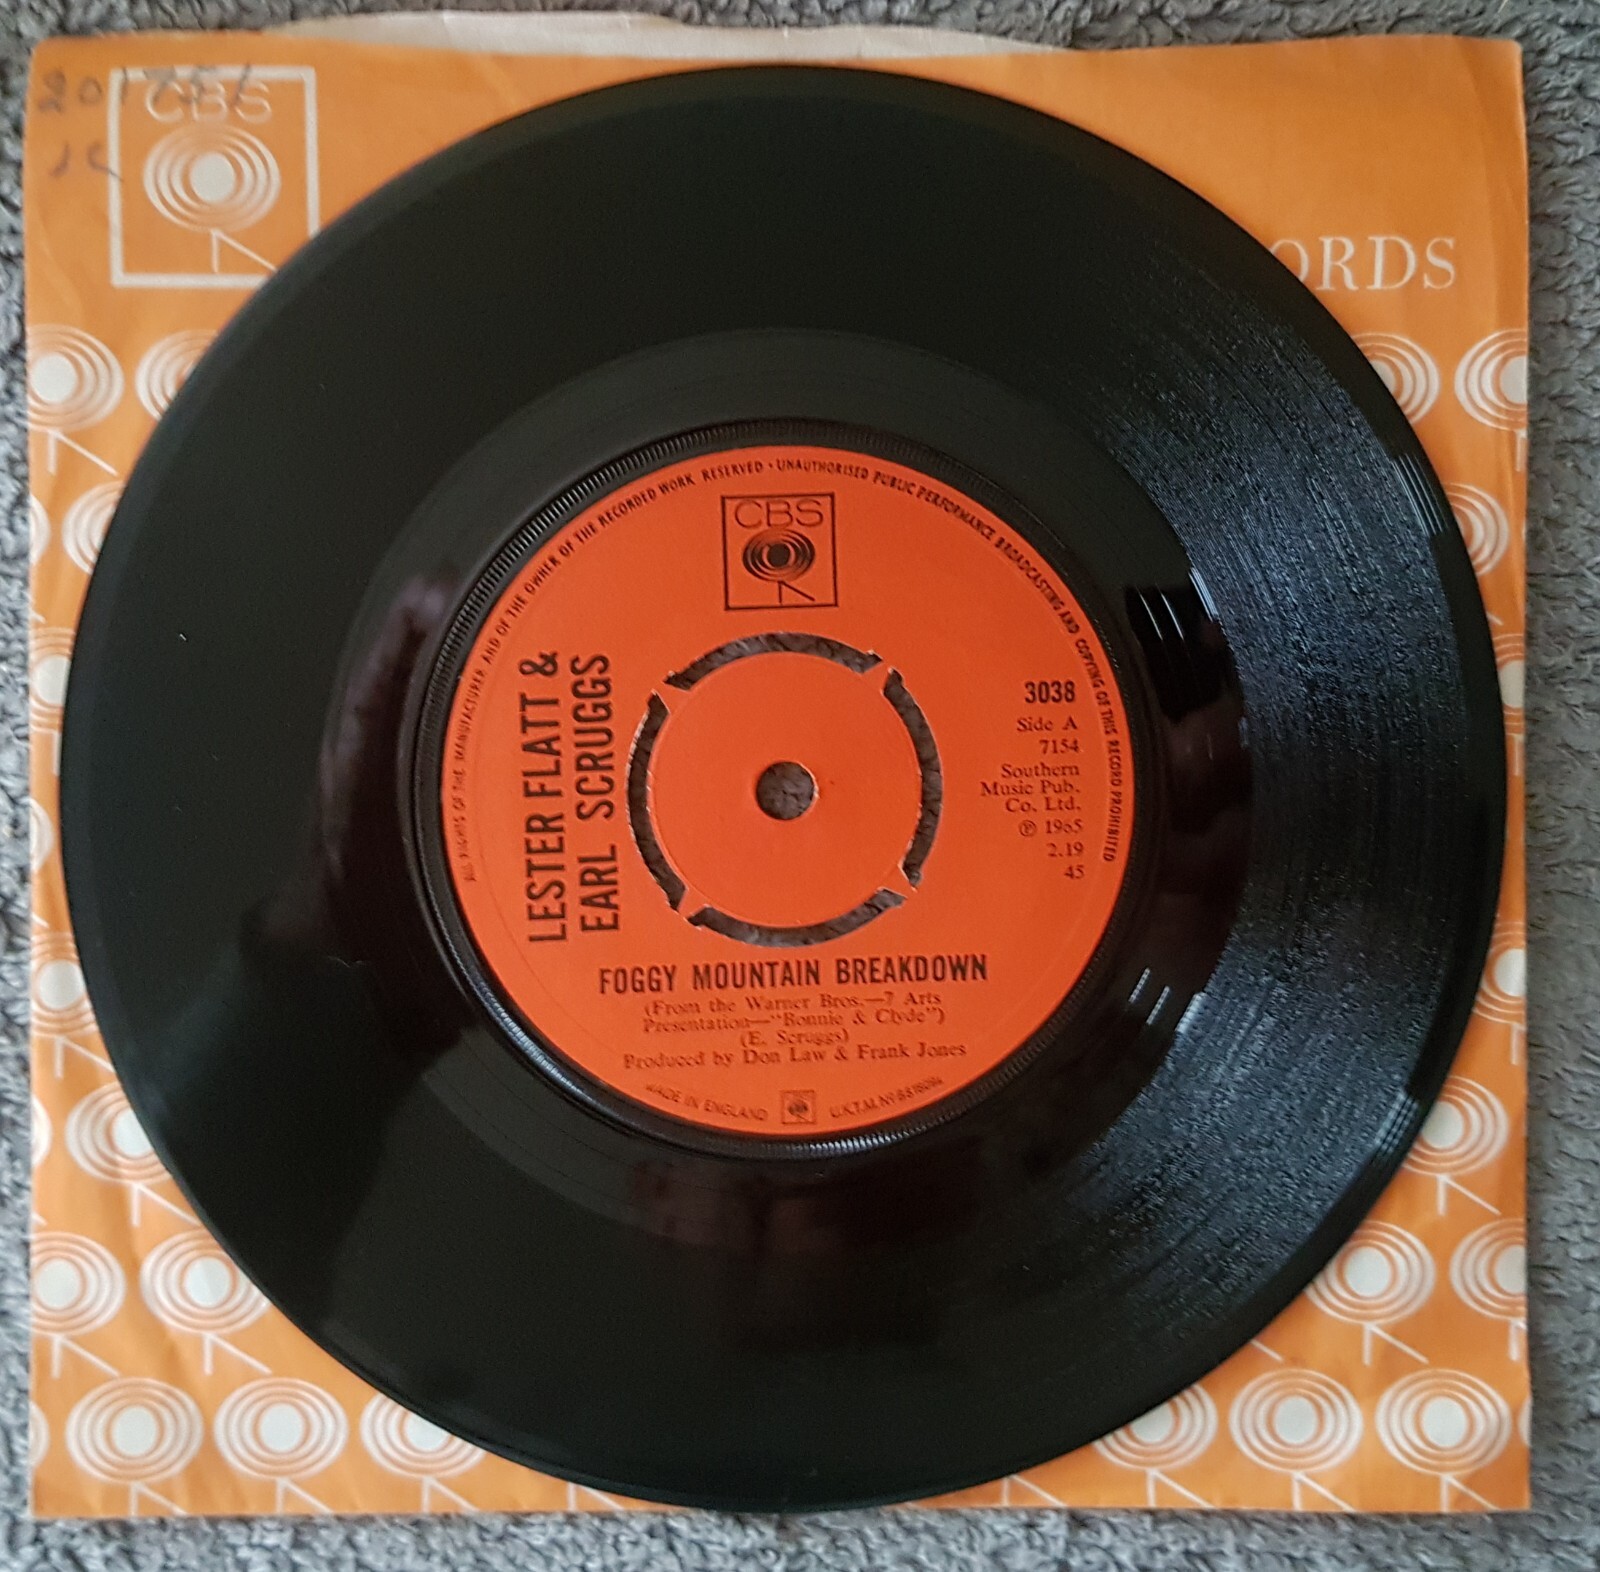 CBS
ORDS
ALL RIGHTS OF THE MANUFACTURER AND OF THE OWNER OF THE RECORDED WORK RESERVED • UNAUTHORISED PUBLIC PERFORMANCE BROADCASTING AND COPYING OF THIS RECORD PROHIBITED
CBS
LESTER FLATT &
EARL SCRUGGS
3038
Side A
7154
Southern
Music Pub.
Co. Ltd.
℗ 1965
2.19
45
FOGGY MOUNTAIN BREAKDOWN
(From the Warner Bros.—7 Arts
Presentation—"Bonnie & Clyde")
(E. Scruggs)
Produced by Don Law & Frank Jones
MADE IN ENGLAND